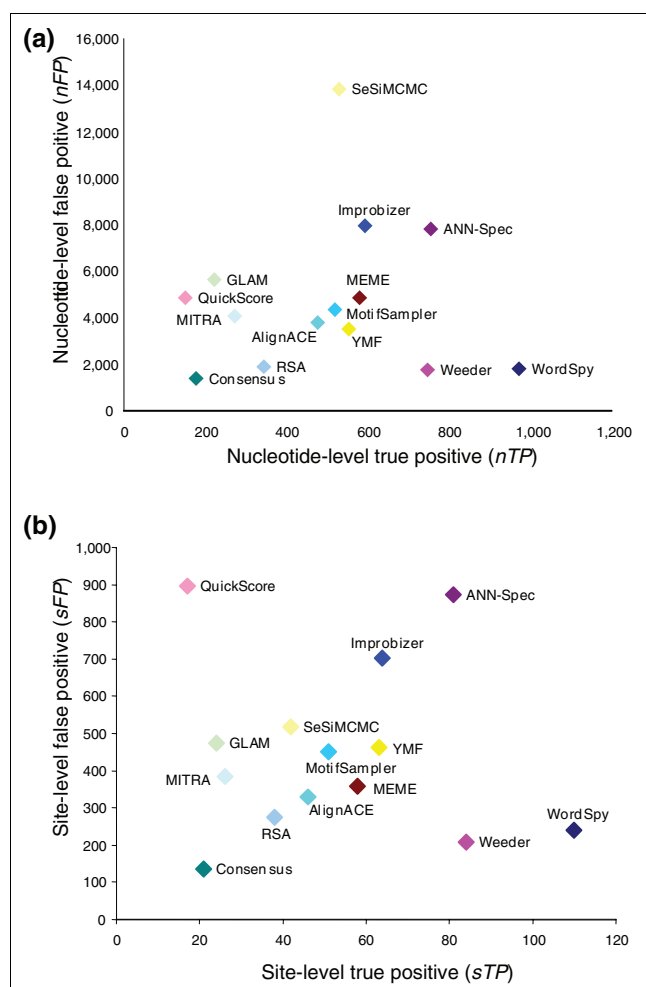 (a)
16,000
14,000
12,000
10,000
8,000
6,000
4,000
2,000
0
Nucleotide-level false poitive (nFP)
SeSiMCMC
Improbizer
ANN-Spec
GLAM
MEME
QuickScore
MotifSampler
MITRA
AlignACE
YMF
RSA
Weeder
WordSpy
Consensus
0 200 400 600 800 1,000 1,200
Nucleotide-level true positive (nTP)
(b)
1,000
900
800
700
600
500
400
300
200
100
0
Site-level false positive (sFP)
QuickScore
ANN-Spec
Improbizer
SeSiMCMC
GLAM
YMF
MotifSampler
MITRA
MEME
AlignACE
RSA
WordSpy
Weeder
Consensus
0 20 40 60 80 100 120
Site-level true positive (sTP)